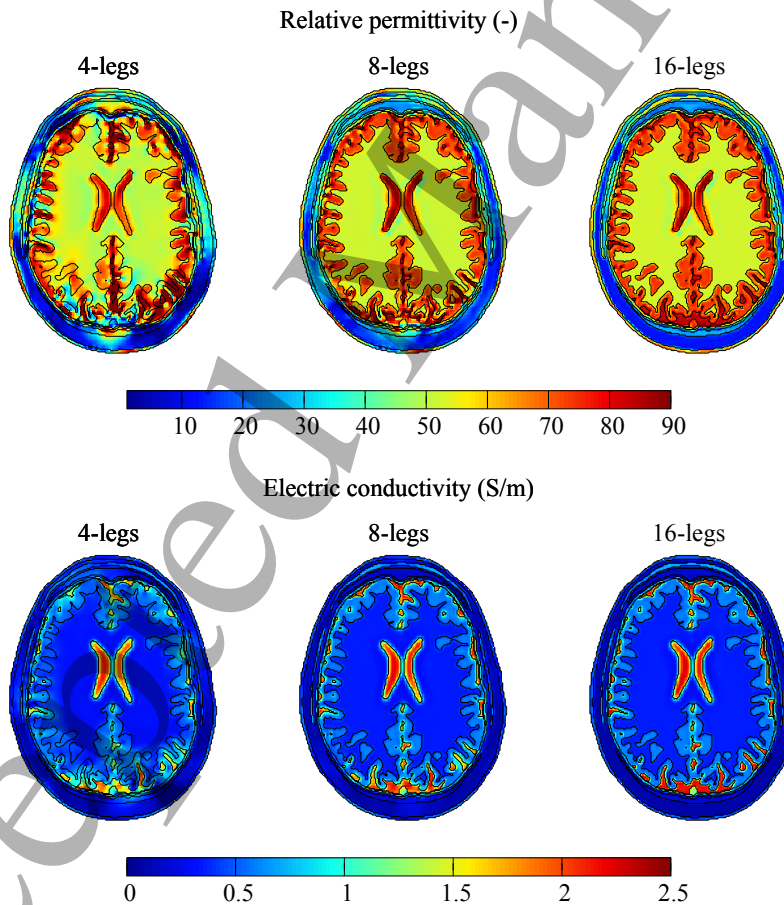 Relative permittivity (-)
4-legs 8-legs 16-legs
10 20 30 40 50 60 70 80 90
Electric conductivity (S/m)
4-legs 8-legs 16-legs
0 0.5 1 1.5 2 2.5